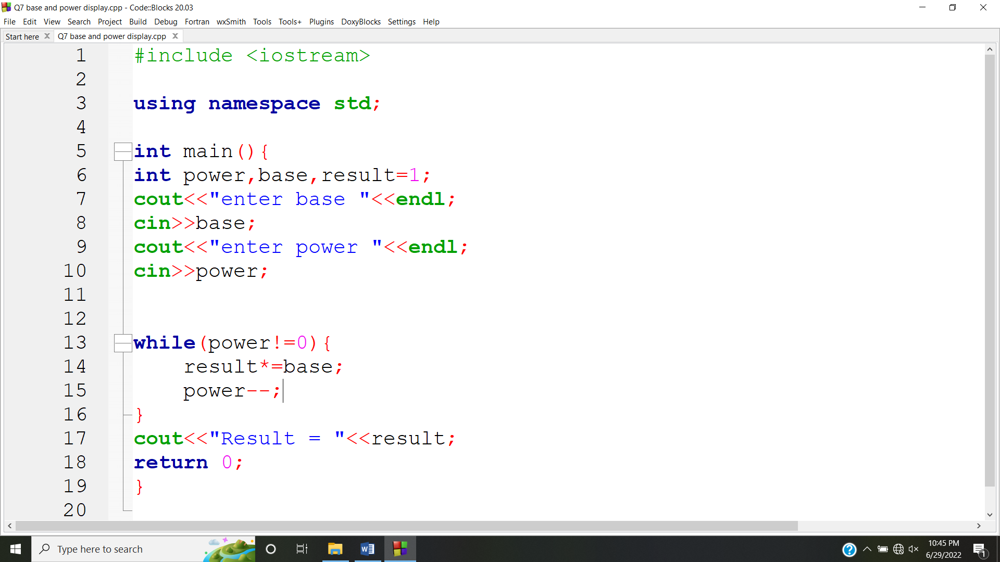 Q7 base and power display.cpp - Code::Blocks 20.03
File Edit View Search Project Build Debug Fortran wxSmith Tools Tools+ Plugins DoxyBlocks Settings Help
Start here Q7 base and power display.cpp
1 #include <iostream>
2
3 using namespace std;
4
5 int main(){
6 int power,base,result=1;
7 cout<<"enter base "<<endl;
8 cin>>base;
9 cout<<"enter power "<<endl;
10 cin>>power;
11
12
13 while(power!=0){
14     result*=base;
15     power--;
16 }
17 cout<<"Result = "<<result;
18 return 0;
19 }
20
Type here to search
10:45 PM
6/29/2022
1